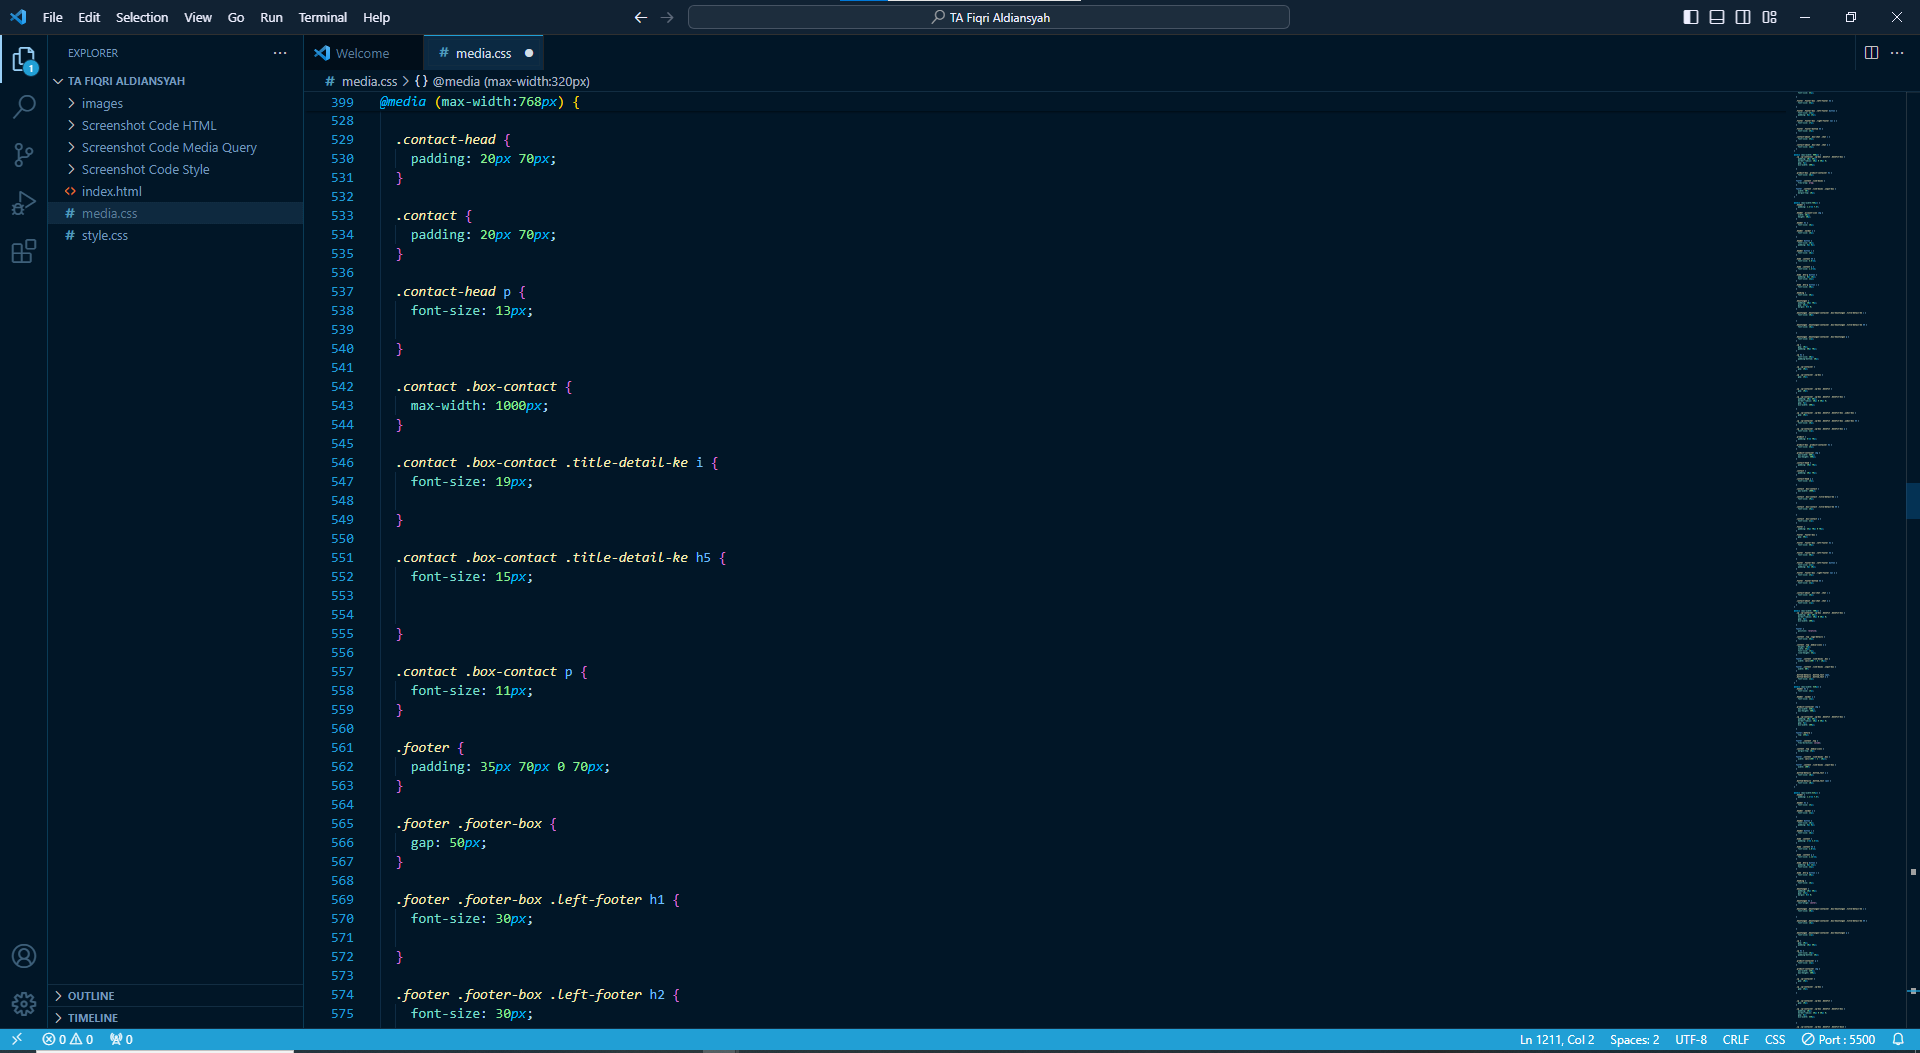 File Edit Selection View Go Run Terminal Help
TA Fiqri Aldiansyah
EXPLORER
TA FIQRI ALDIANSYAH
images
Screenshot Code HTML
Screenshot Code Media Query
Screenshot Code Style
index.html
# media.css
# style.css
OUTLINE
TIMELINE
1
Welcome
# media.css
# media.css > {} @media (max-width:320px)
399 @media (max-width:768px) {
528
529 .contact-head {
530 padding: 20px 70px;
531 }
532
533 .contact {
534 padding: 20px 70px;
535 }
536
537 .contact-head p {
538 font-size: 13px;
539
540 }
541
542 .contact .box-contact {
543 max-width: 1000px;
544 }
545
546 .contact .box-contact .title-detail-ke i {
547 font-size: 19px;
548
549 }
550
551 .contact .box-contact .title-detail-ke h5 {
552 font-size: 15px;
553
554
555 }
556
557 .contact .box-contact p {
558 font-size: 11px;
559 }
560
561 .footer {
562 padding: 35px 70px 0 70px;
563 }
564
565 .footer .footer-box {
566 gap: 50px;
567 }
568
569 .footer .footer-box .left-footer h1 {
570 font-size: 30px;
571
572 }
573
574 .footer .footer-box .left-footer h2 {
575 font-size: 30px;
0 0 0
Ln 1211, Col 2 Spaces: 2 UTF-8 CRLF CSS Port : 5500